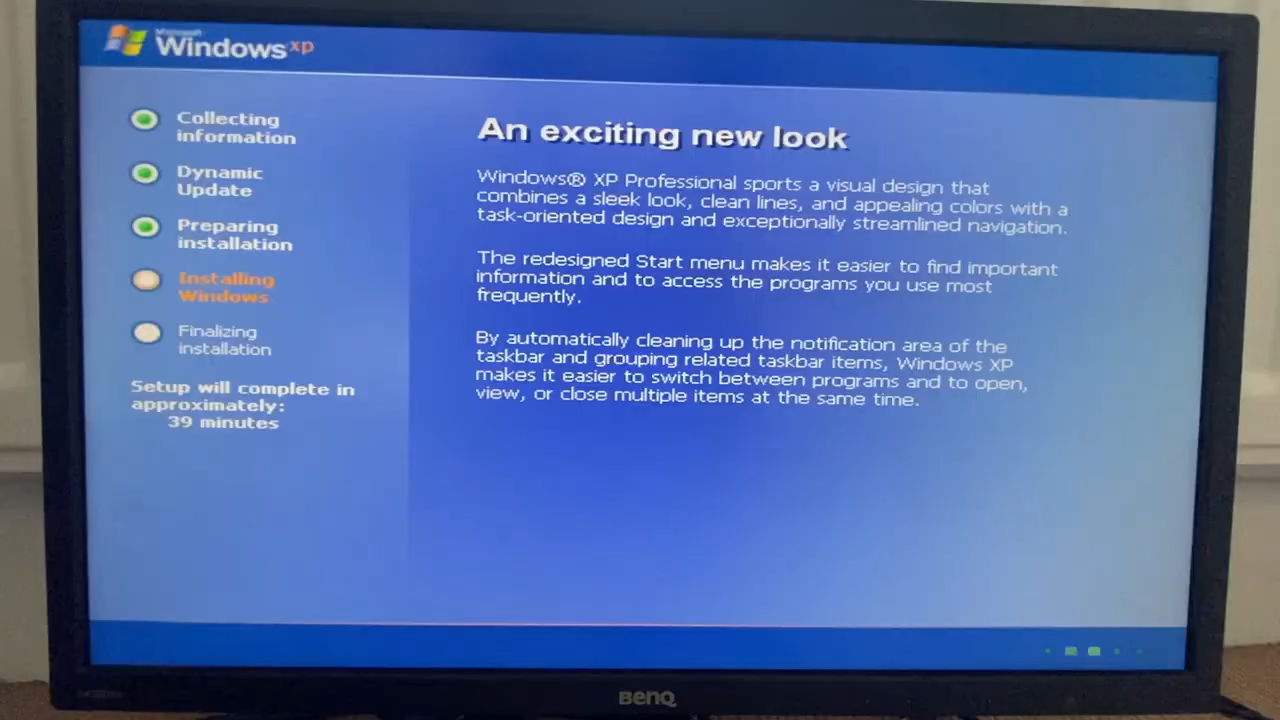 Microsoft
Windows xp
Collecting
information
Dynamic
Update
Preparing
installation
Installing
Windows
Finalizing
installation
Setup will complete in
approximately:
39 minutes
An exciting new look
Windows® XP Professional sports a visual design that
combines a sleek look, clean lines, and appealing colors with a
task-oriented design and exceptionally streamlined navigation.
The redesigned Start menu makes it easier to find important
information and to access the programs you use most
frequently.
By automatically cleaning up the notification area of the
taskbar and grouping related taskbar items, Windows XP
makes it easier to switch between programs and to open,
view, or close multiple items at the same time.
BenQ